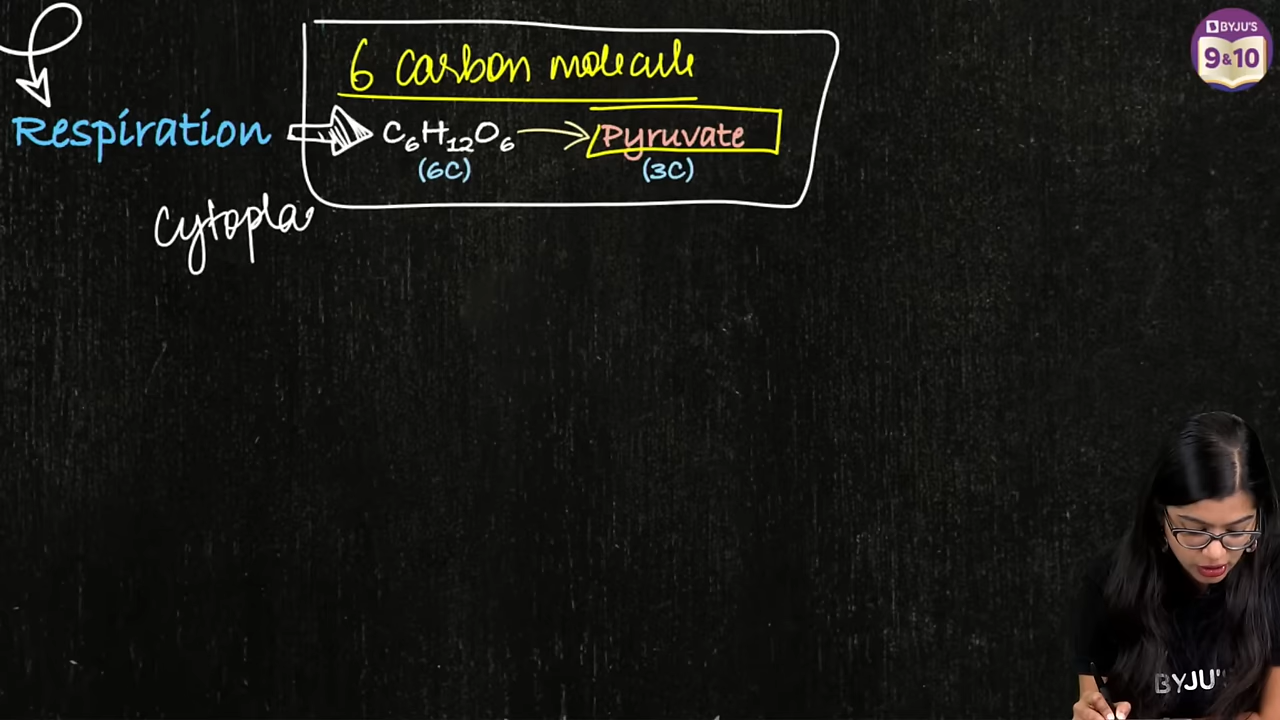 BYJU'S
9&10
6 carbon molecule
Respiration C₆H₁₂O₆ Pyruvate
(6C) (3C)
Cytopla
BYJU'S